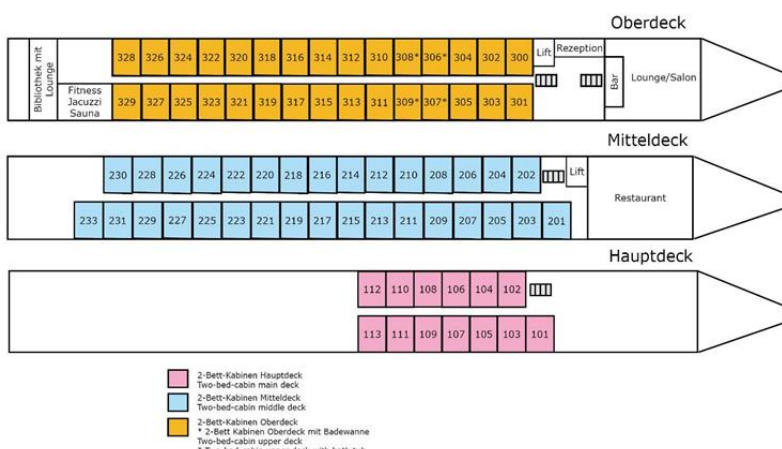 Oberdeck
Bibliothek mit
Lounge
328 326 324 322 320 318 316 314 312 310 308* 306* 304 302 300
Lift
Rezeption
Fitness
Jacuzzi
Sauna
329 327 325 323 321 319 317 315 313 311 309* 307* 305 303 301
Bar
Lounge/Salon
Mitteldeck
230 228 226 224 222 220 218 216 214 212 210 208 206 204 202
Lift
Restaurant
233 231 229 227 225 223 221 219 217 215 213 211 209 207 205 203 201
Hauptdeck
112 110 108 106 104 102
113 111 109 107 105 103 101
2-Bett-Kabinen Hauptdeck
Two-bed-cabin main deck
2-Bett-Kabinen Mitteldeck
Two-bed-cabin middle deck
2-Bett-Kabinen Oberdeck
* 2-Bett Kabinen Oberdeck mit Badewanne
Two-bed-cabin upper deck